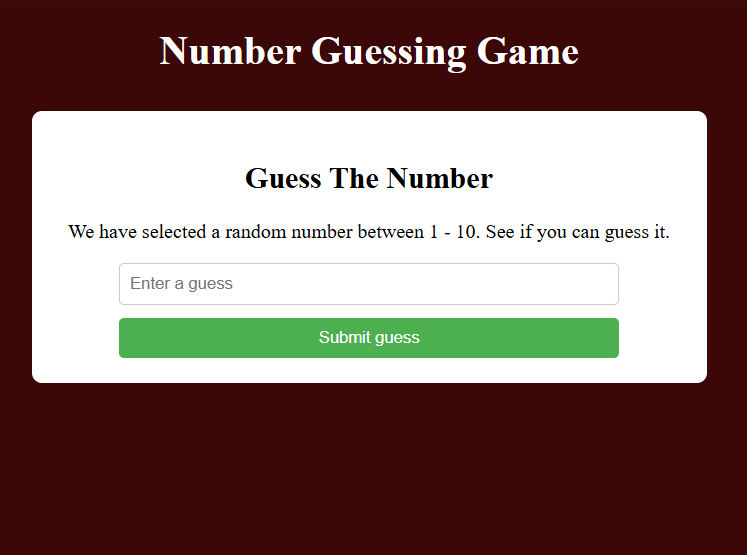 Number Guessing Game
Guess The Number
We have selected a random number between 1 - 10. See if you can guess it.
Enter a guess
Submit guess